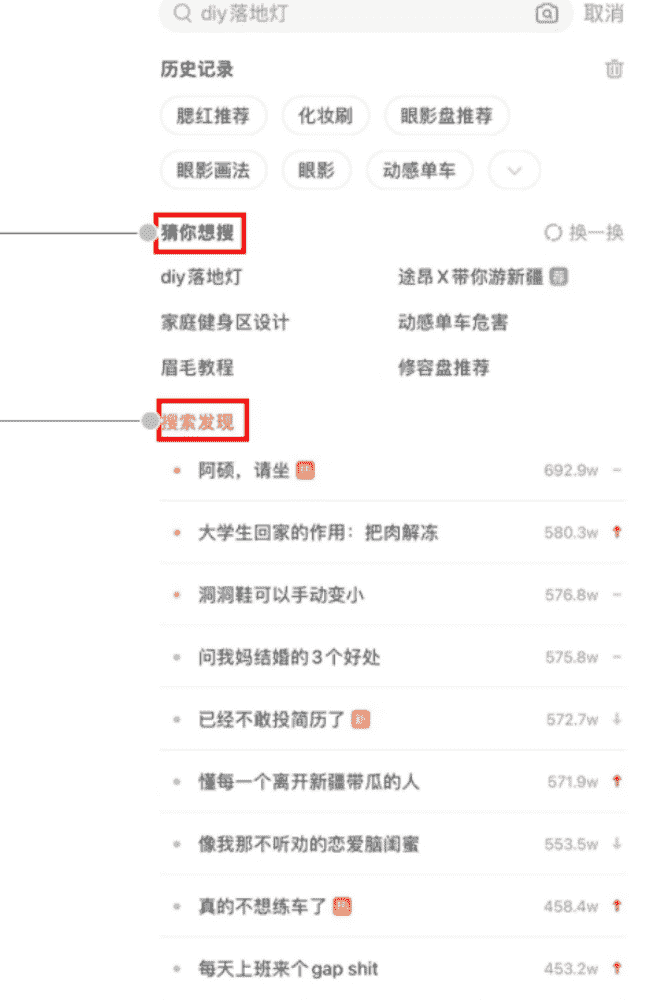 diy落地灯 取消
历史记录
腮红推荐 化妆刷 眼影盘推荐
眼影画法 眼影 动感单车
猜你想搜 换一换
diy落地灯 途昂X带你游新疆
家庭健身区设计 动感单车危害
眉毛教程 修容盘推荐
搜索发现
阿硕，请坐 692.9w
大学生回家的作用：把肉解冻 580.3w
洞洞鞋可以手动变小 576.8w
问我妈结婚的3个好处 575.8w
已经不敢投简历了 572.7w
懂每一个离开新疆带瓜的人 571.9w
像我那不听劝的恋爱脑闺蜜 553.5w
真的不想练车了 458.4w
每天上班来个gap shit 453.2w